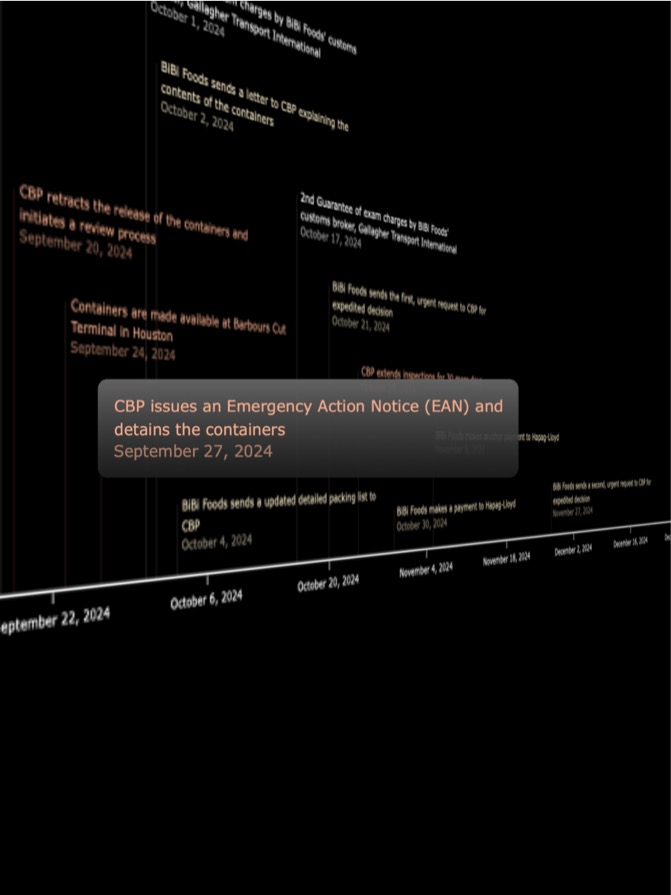 charges by BiBi Foods' customs
Gallagher Transport International
October 1, 2024
BiBi Foods sends a letter to CBP explaining the
contents of the containers
October 2, 2024
CBP retracts the release of the containers and
initiates a review process
September 20, 2024
2nd Guarantee of exam charges by BiBi Foods'
customs broker, Gallagher Transport International
October 17, 2024
BiBi Foods sends the first, urgent request to CBP for
expedited decision
October 21, 2024
Containers are made available at Barbours Cut
Terminal in Houston
September 24, 2024
CBP extends inspections for 30
CBP issues an Emergency Action Notice (EAN) and
detains the containers
September 27, 2024
BiBi Foods makes another payment to Hapag-Lloyd
BiBi Foods sends a updated detailed packing list to
CBP
October 4, 2024
BiBi Foods makes a payment to Hapag-Lloyd
October 30, 2024
BiBi Foods sends a second, urgent request to CBP for
expedited decision
November 27, 2024
eptember 22, 2024
October 6, 2024
October 20, 2024
November 4, 2024
November 18, 2024
December 2, 2024
December 16, 2024